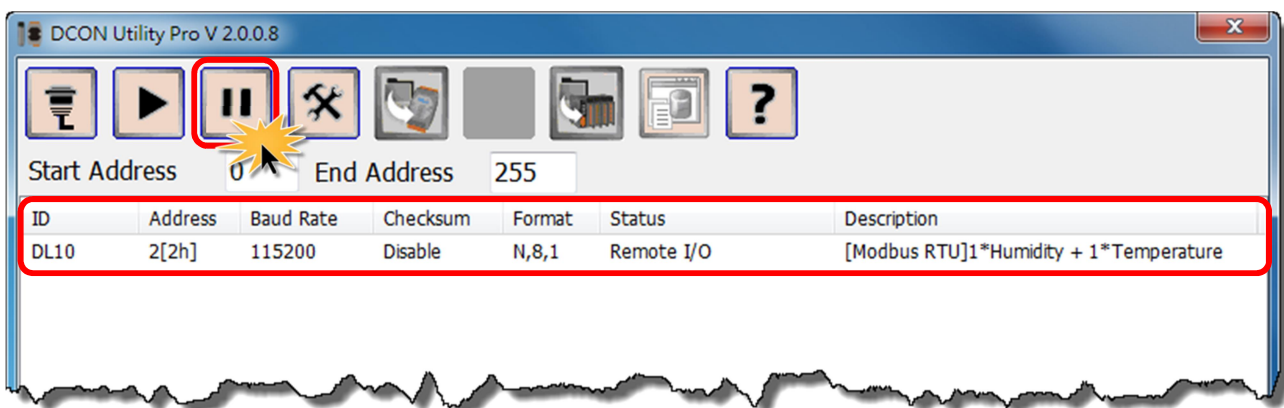 DCON Utility Pro V 2.0.0.8
Start Address 0 End Address 255
ID Address Baud Rate Checksum Format Status Description
DL10 2[2h] 115200 Disable N,8,1 Remote I/O [Modbus RTU]1*Humidity + 1*Temperature